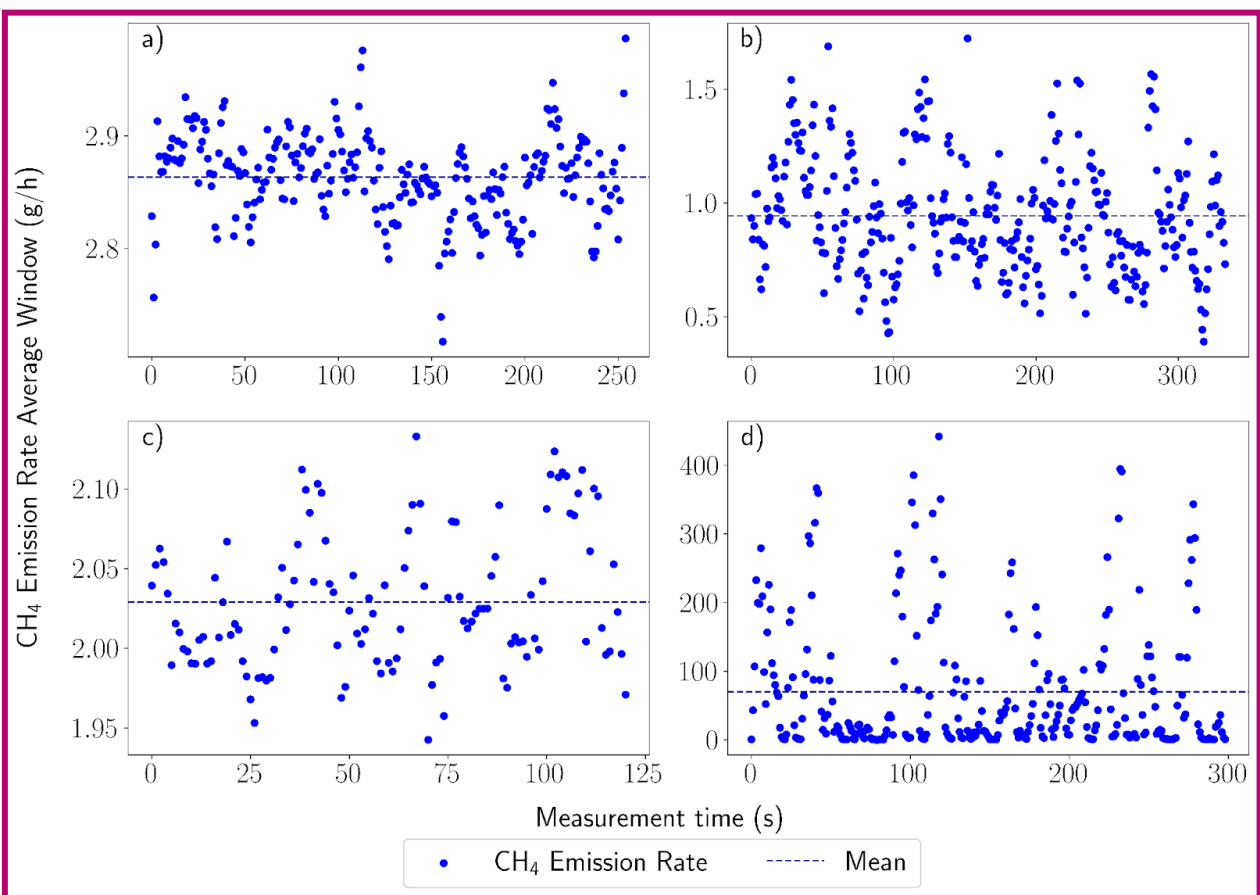 a)
2.9
2.8
0 50 100 150 200 250
b)
1.5
1.0
0.5
0 100 200 300
c)
2.10
2.05
2.00
1.95
0 25 50 75 100 125
d)
400
300
200
100
0
0 100 200 300
CH₄ Emission Rate Average Window (g/h)
Measurement time (s)
CH₄ Emission Rate Mean